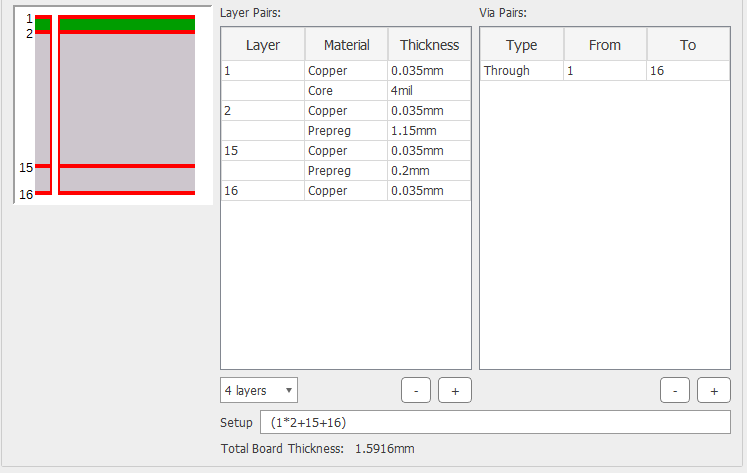 Layer Pairs: Via Pairs:
1
2
15
16
Layer Material Thickness
1 Copper 0.035mm
Core 4mil
2 Copper 0.035mm
Prepreg 1.15mm
15 Copper 0.035mm
Prepreg 0.2mm
16 Copper 0.035mm
Type From To
Through 1 16
4 layers - + - +
Setup (1*2+15+16)
Total Board Thickness: 1.5916mm